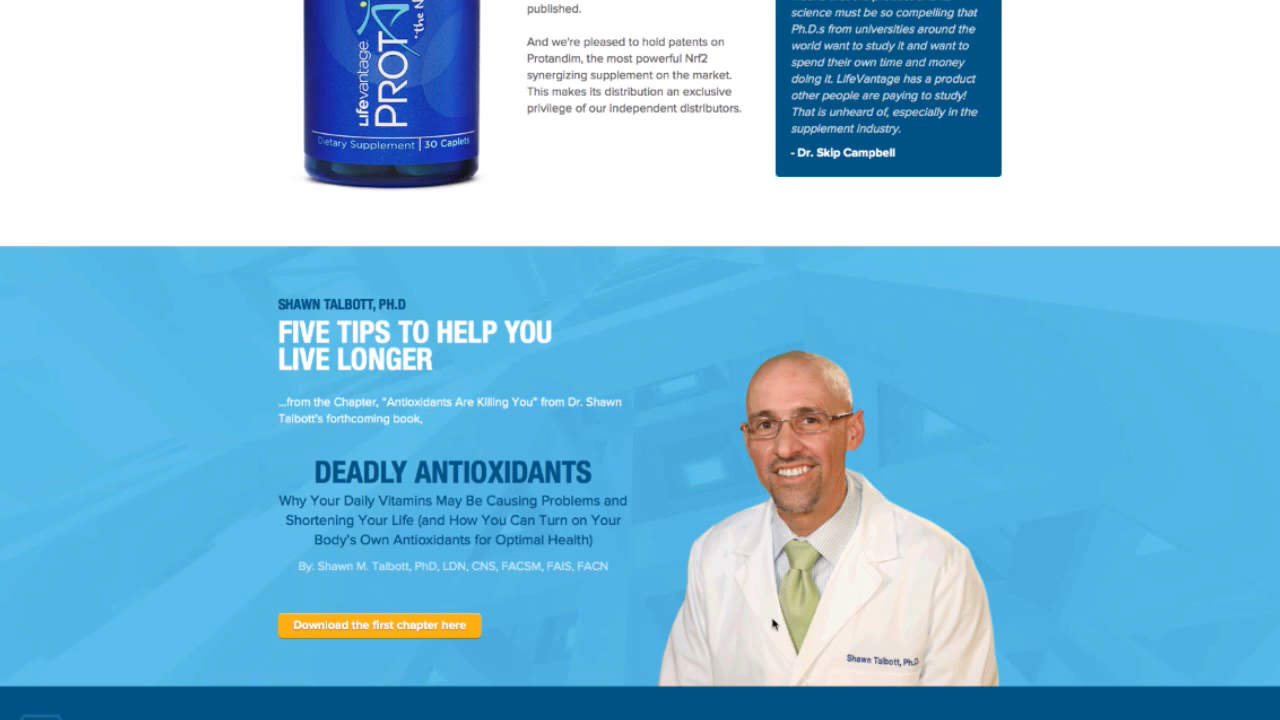 Lifevantage
PROTA
"the N
Dietary Supplement | 30 Caplets
published.
And we're pleased to hold patents on
Protandim, the most powerful Nrf2
synergizing supplement on the market.
This makes its distribution an exclusive
privilege of our independent distributors.
science must be so compelling that
Ph.D.s from universities around the
world want to study it and want to
spend their own time and money
doing it. LifeVantage has a product
other people are paying to study!
That is unheard of, especially in the
supplement industry.
- Dr. Skip Campbell
SHAWN TALBOTT, PH.D
FIVE TIPS TO HELP YOU
LIVE LONGER
...from the Chapter, "Antioxidants Are Killing You" from Dr. Shawn
Talbott's forthcoming book,
DEADLY ANTIOXIDANTS
Why Your Daily Vitamins May Be Causing Problems and
Shortening Your Life (and How You Can Turn on Your
Body's Own Antioxidants for Optimal Health)
By: Shawn M. Talbott, PhD, LDN, CNS, FACSM, FAIS, FACN
Download the first chapter here
Shawn Talbott, Ph.D